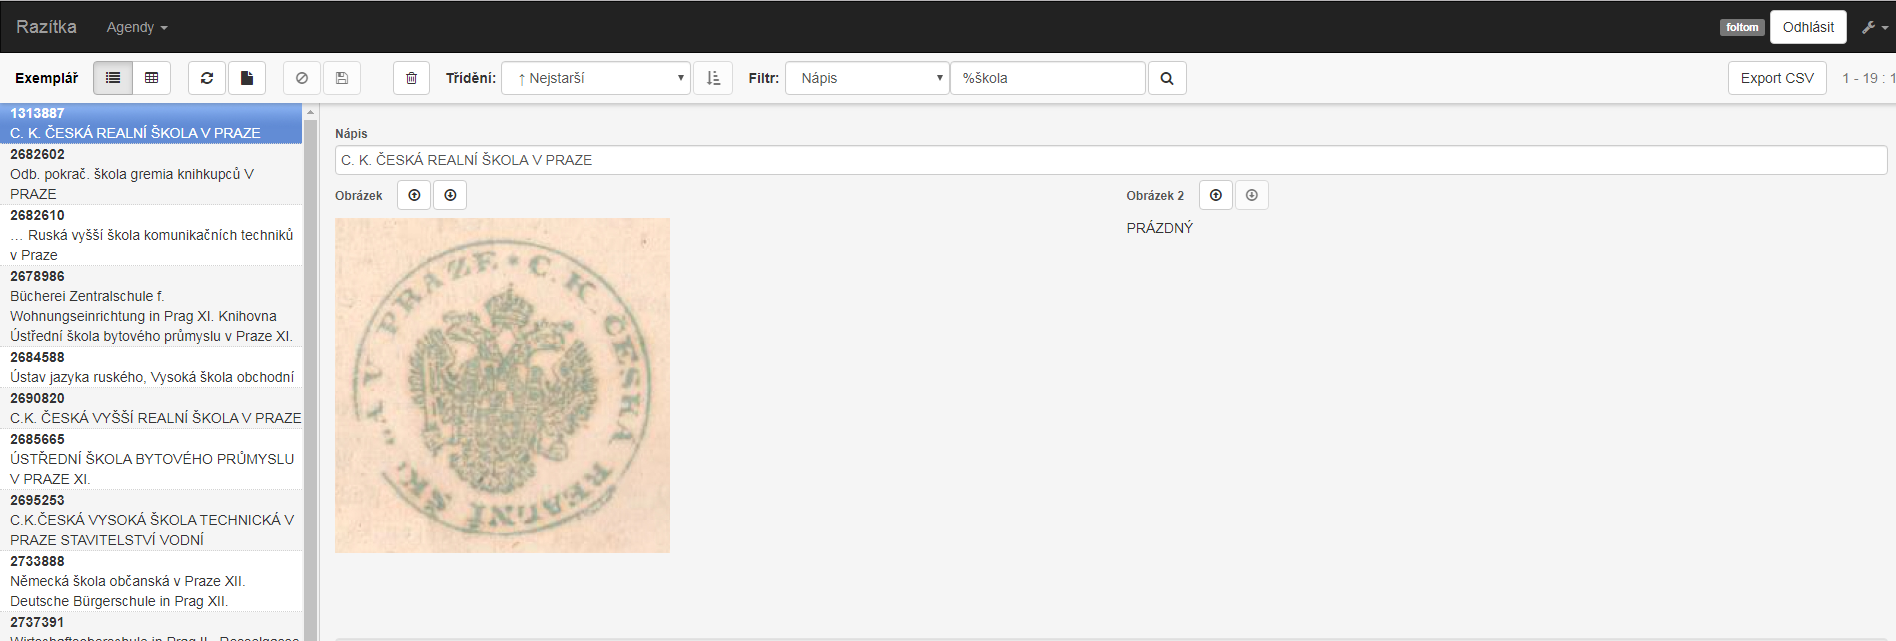 Razítka Agendy foltom Odhlásit
Exemplář Třídění: ↑ Nejstarší Filtr: Nápis %škola Export CSV 1 - 19 : 1
1313887
C. K. ČESKÁ REALNÍ ŠKOLA V PRAZE
2682602
Odb. pokrač. škola gremia knihkupců V
PRAZE
2682610
… Ruská vyšší škola komunikačních techniků
v Praze
2678986
Bücherei Zentralschule f.
Wohnungseinrichtung in Prag XI. Knihovna
Ústřední škola bytového průmyslu v Praze XI.
2684588
Ústav jazyka ruského, Vysoká škola obchodní
2690820
C.K. ČESKÁ VYŠŠÍ REALNÍ ŠKOLA V PRAZE
2685665
ÚSTŘEDNÍ ŠKOLA BYTOVÉHO PRŮMYSLU
V PRAZE XI.
2695253
C.K.ČESKÁ VYSOKÁ ŠKOLA TECHNICKÁ V
PRAZE STAVITELSTVÍ VODNÍ
2733888
Německá škola občanská v Praze XII.
Deutsche Bürgerschule in Prag XII.
2737391
Nápis
C. K. ČESKÁ REALNÍ ŠKOLA V PRAZE
Obrázek
Obrázek 2
PRÁZDNÝ
C. K. ČESKÁ REALNÍ V PRAZE